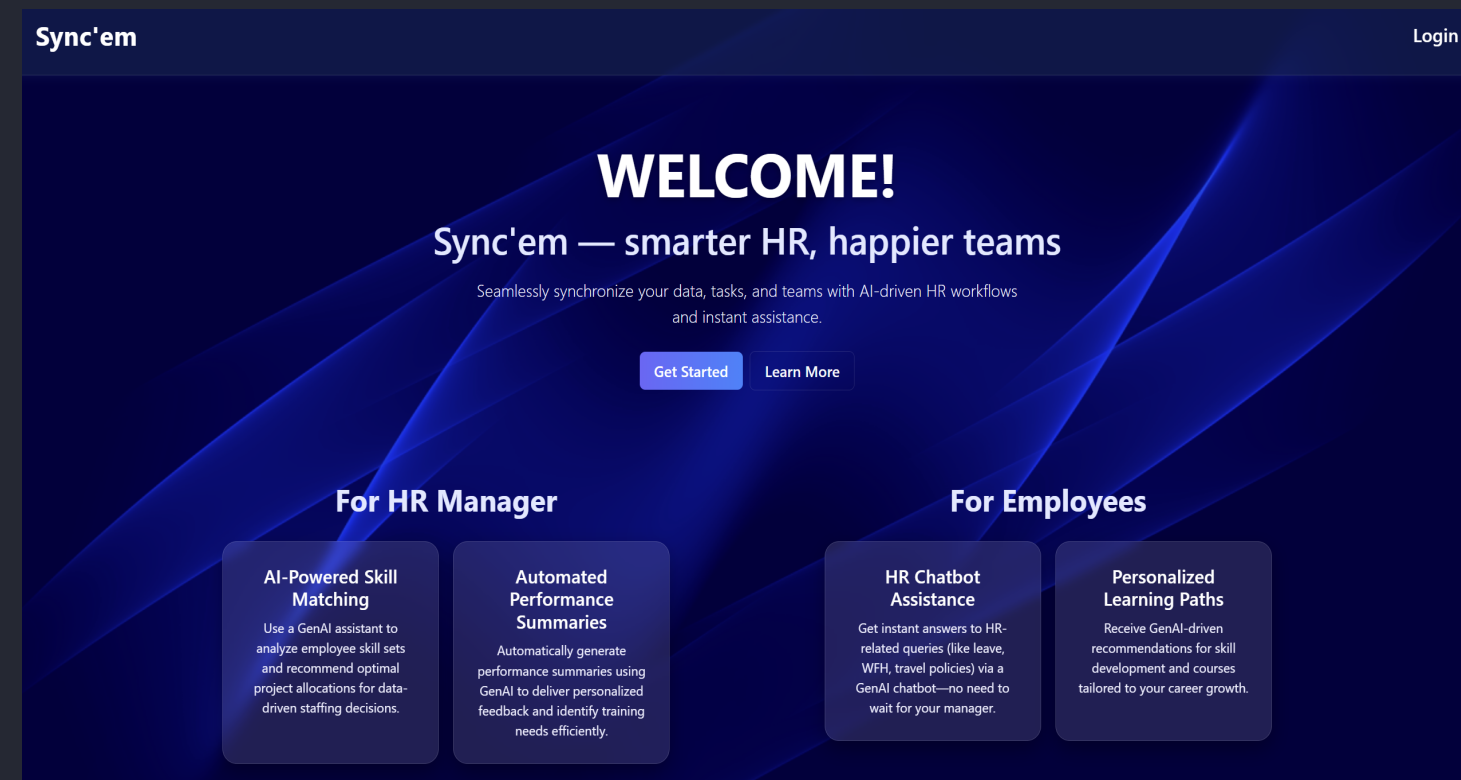 Sync'em
Login
WELCOME!
Sync'em — smarter HR, happier teams
Seamlessly synchronize your data, tasks, and teams with AI-driven HR workflows
and instant assistance.
Get Started
Learn More
For HR Manager
AI-Powered Skill
Matching
Use a GenAI assistant to
analyze employee skill sets
and recommend optimal
project allocations for data-
driven staffing decisions.
Automated
Performance
Summaries
Automatically generate
performance summaries using
GenAI to deliver personalized
feedback and identify training
needs efficiently.
For Employees
HR Chatbot
Assistance
Get instant answers to HR-
related queries (like leave,
WFH, travel policies) via a
GenAI chatbot—no need to
wait for your manager.
Personalized
Learning Paths
Receive GenAI-driven
recommendations for skill
development and courses
tailored to your career growth.